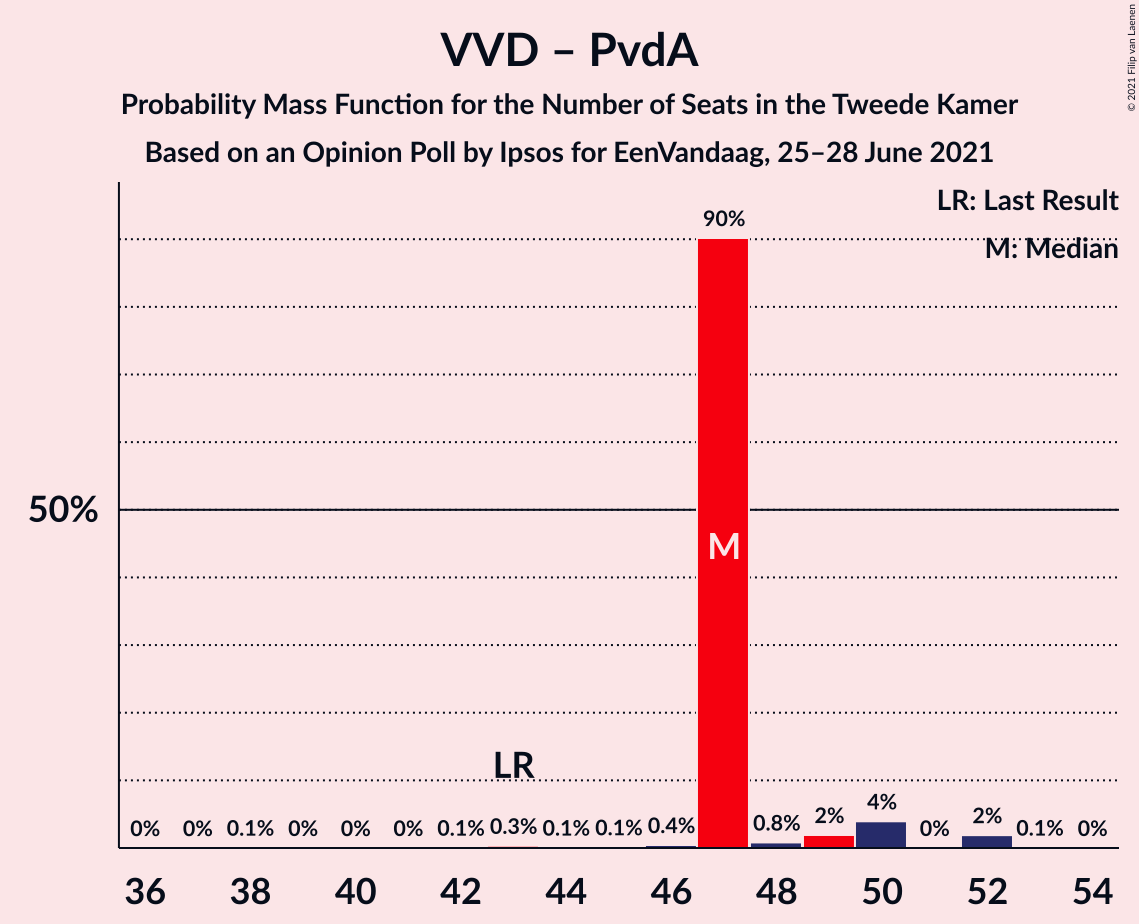 VVD – PvdA
Probability Mass Function for the Number of Seats in the Tweede Kamer
Based on an Opinion Poll by Ipsos for EenVandaag, 25–28 June 2021
© 2021 Filip van Laenen
LR: Last Result
M: Median
90%
50%
M
LR
0% 0% 0.1% 0% 0% 0% 0.1% 0.3% 0.1% 0.1% 0.4% 0.8% 2% 4% 0% 2% 0.1% 0%
36 38 40 42 44 46 48 50 52 54